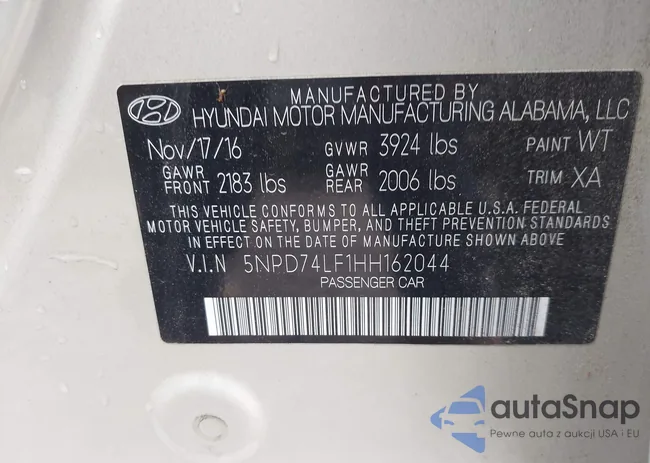 MANUFACTURED BY
HYUNDAI MOTOR MANUFACTURING ALABAMA, LLC
Nov/17/16 GVWR 3924 lbs PAINT WT
GAWR FRONT 2183 lbs GAWR REAR 2006 lbs TRIM XA
THIS VEHICLE CONFORMS TO ALL APPLICABLE U.S.A. FEDERAL
MOTOR VEHICLE SAFETY, BUMPER, AND THEFT PREVENTION STANDARDS
IN EFFECT ON THE DATE OF MANUFACTURE SHOWN ABOVE
V.I.N 5NPD74LF1HH162044
PASSENGER CAR
autaSnap
Pewne auta z aukcji USA i EU